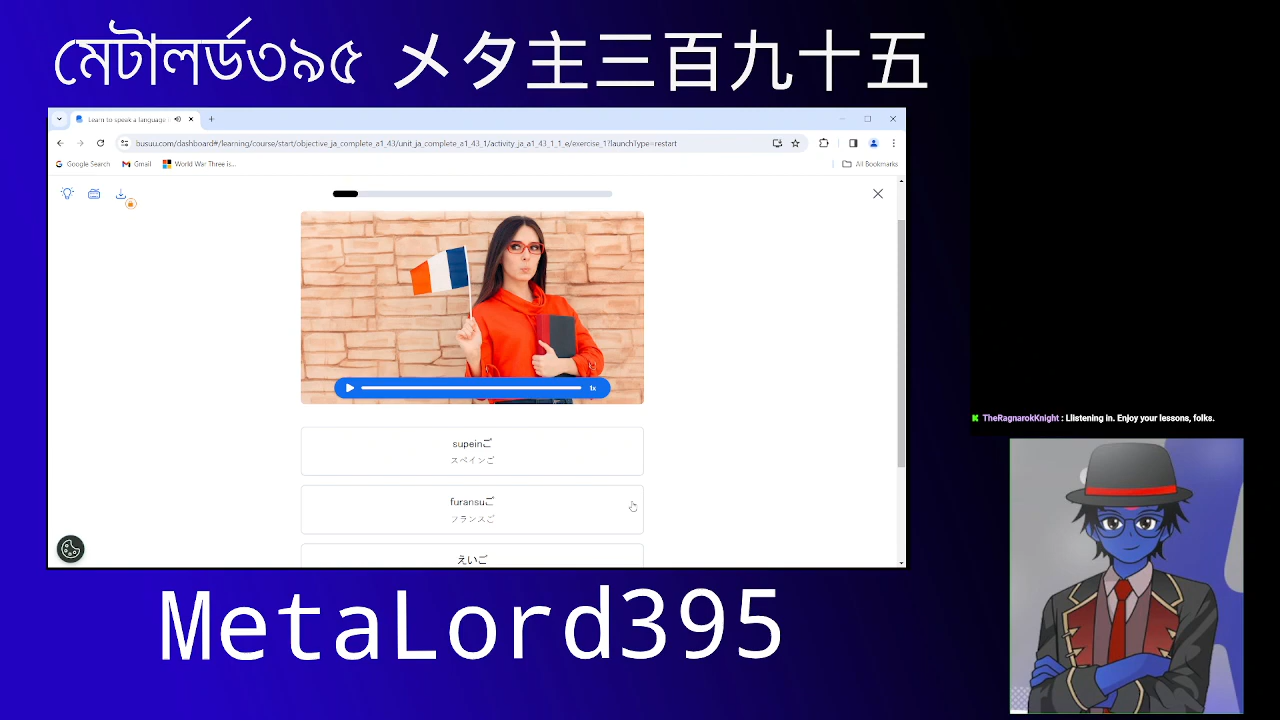 মেটালর্ড৩৯৫ メタ主三百九十五
Learn to speak a language
busuu.com/dashboard#/learning/course/start/objective_ja_complete_a1_43/unit_ja_complete_a1_43_1/activity_ja_a1_43_1_1_e/exercise_1?launchType=restart
Google Search
Gmail
World War Three is...
All Bookmarks
1x
supeinご
スペインご
furansuご
フランスご
えいご
TheRagnarokKnight : Llistening in. Enjoy your lessons, folks.
MetaLord395